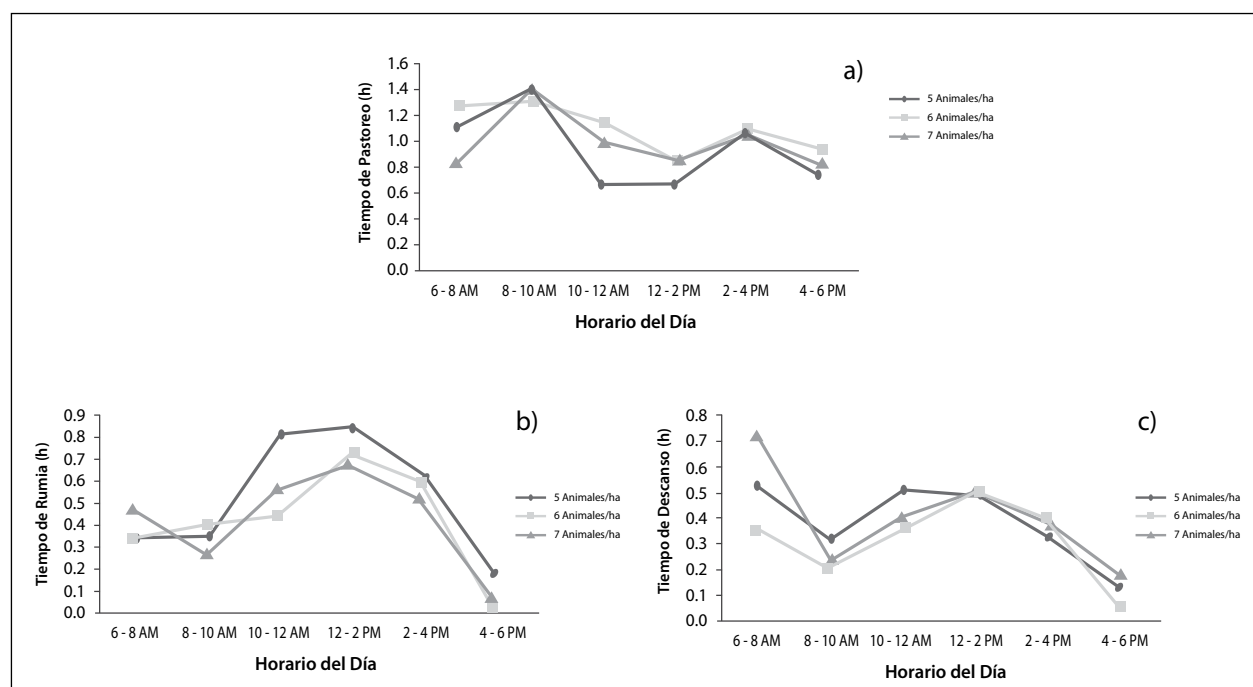 a)
Tiempo de Pastoreo (h)
1.6
1.4
1.2
1.0
0.8
0.6
0.4
0.2
0.0
6 - 8 AM 8 - 10 AM 10 - 12 AM 12 - 2 PM 2 - 4 PM 4 - 6 PM
Horario del Día
5 Animales/ha
6 Animales/ha
7 Animales/ha
b)
Tiempo de Rumia (h)
0.9
0.8
0.7
0.6
0.5
0.4
0.3
0.2
0.1
0.0
6 - 8 AM 8 - 10 AM 10 - 12 AM 12 - 2 PM 2 - 4 PM 4 - 6 PM
Horario del Día
5 Animales/ha
6 Animales/ha
7 Animales/ha
c)
Tiempo de Descanso (h)
0.8
0.7
0.6
0.5
0.4
0.3
0.2
0.1
0.0
6 - 8 AM 8 - 10 AM 10 - 12 AM 12 - 2 PM 2 - 4 PM 4 - 6 PM
Horario del Día
5 Animales/ha
6 Animales/ha
7 Animales/ha